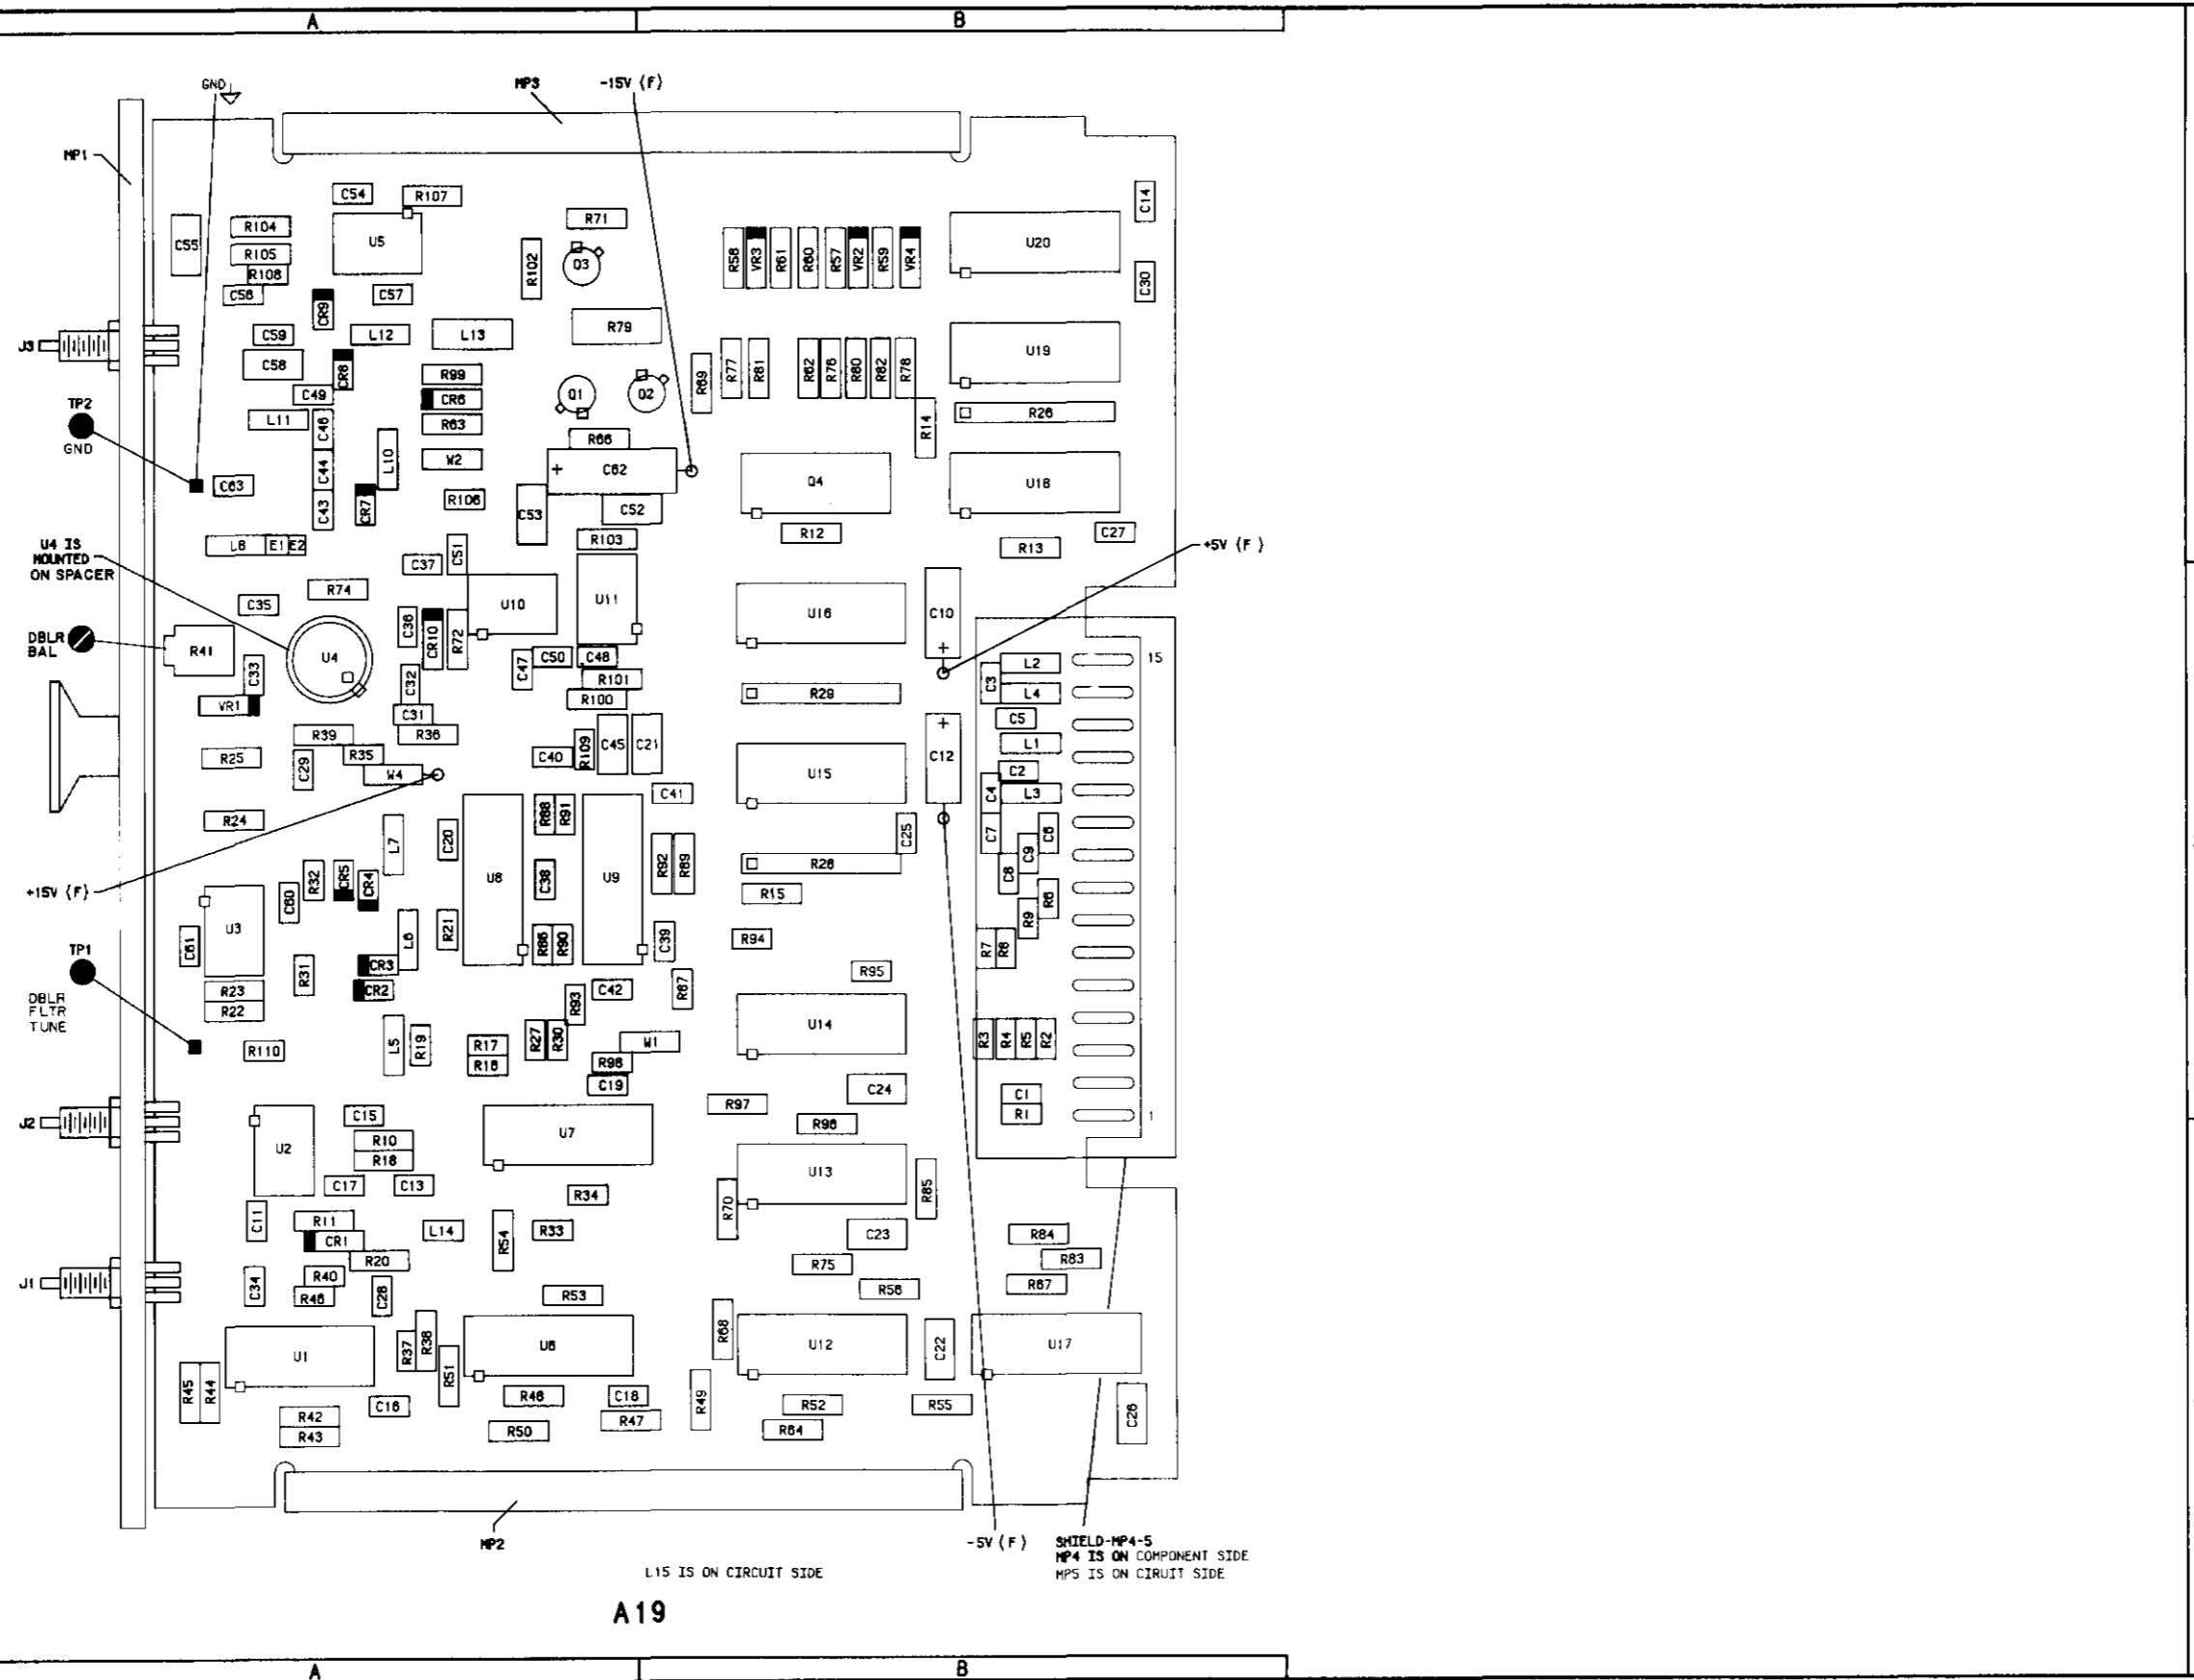 A
B
GND
MP3
-15V (F)
MP1
C54
R107
C14
R71
C55
R104
U5
R58
VR3
R61
R60
R57
VR2
R59
VR4
U20
R105
R102
Q3
R108
C56
C57
C30
CR9
J3
C59
L12
L13
R79
U19
C58
CR8
R99
R69
R77
R81
R62
R76
R80
R82
R78
C49
CR6
Q1
Q2
TP2
L11
C46
R63
R14
R26
GND
L10
R66
W2
+
C62
C44
Q4
U18
C63
CR7
R106
C43
C53
C52
R12
C27
U4 IS
MOUNTED
ON SPACER
L8
E1
E2
R103
R13
+5V (F )
C51
C37
R74
C35
U10
U11
U16
C10
C36
CR10
R72
DBLR
BAL
R41
U4
+
C47
C50
C48
L2
15
C33
C32
R101
C3
VR1
R100
R29
L4
C31
C5
R39
R36
+
R25
R35
R109
C45
C21
L1
C29
W4
C40
U15
C12
C2
C41
C4
L3
R24
R88
R91
L7
C20
C25
C7
C6
C9
R92
R89
R28
R32
CR5
CR4
U8
C38
U9
C8
+15V (F)
C60
R15
R6
U3
L6
R21
R9
C61
R86
R90
C39
R94
R7
R8
TP1
R31
CR3
R95
R23
CR2
C42
R67
DBLR
FLTR
TUNE
R22
R93
U14
L5
R19
R27
R30
W1
R3
R4
R5
R2
R110
R17
R16
R98
C19
C24
C1
R97
R1
1
J2
C15
R96
U2
R10
U7
R18
U13
C17
C13
R34
R70
R85
C11
R11
L14
R33
C23
R84
CR1
R54
R20
R75
R83
J1
R40
C34
R46
C28
R53
R56
R87
R68
U1
R37
R38
U6
U12
C22
U17
R51
R45
R44
R48
C18
R49
R52
R55
C16
C26
R42
R47
R43
R50
R64
MP2
-5V (F )
SHIELD-MP4-5
MP4 IS ON COMPONENT SIDE
MP5 IS ON CIRUIT SIDE
L15 IS ON CIRCUIT SIDE
A19
A
B